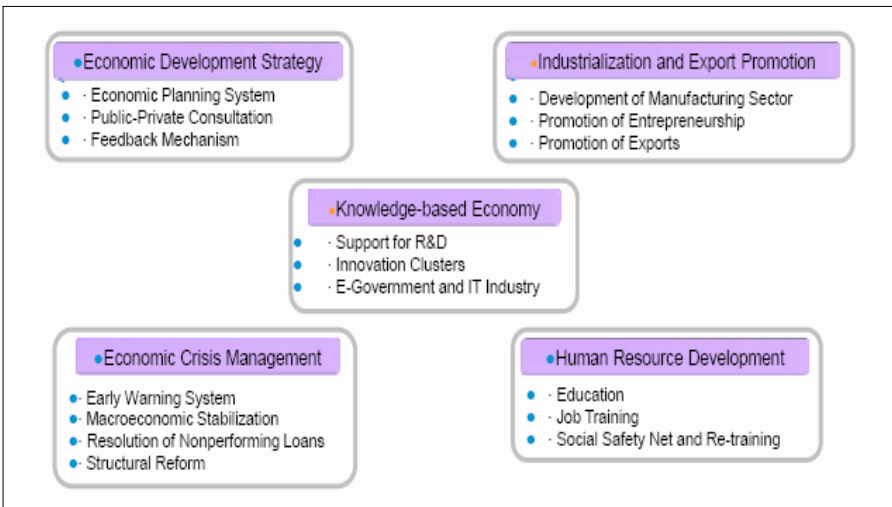 •Economic Development Strategy
• · Economic Planning System
• · Public-Private Consultation
• · Feedback Mechanism
•Industrialization and Export Promotion
• · Development of Manufacturing Sector
• · Promotion of Entrepreneurship
• · Promotion of Exports
•Knowledge-based Economy
• · Support for R&D
• · Innovation Clusters
• · E-Government and IT Industry
•Economic Crisis Management
•· Early Warning System
•· Macroeconomic Stabilization
•· Resolution of Nonperforming Loans
•· Structural Reform
•Human Resource Development
• · Education
• · Job Training
• · Social Safety Net and Re-training